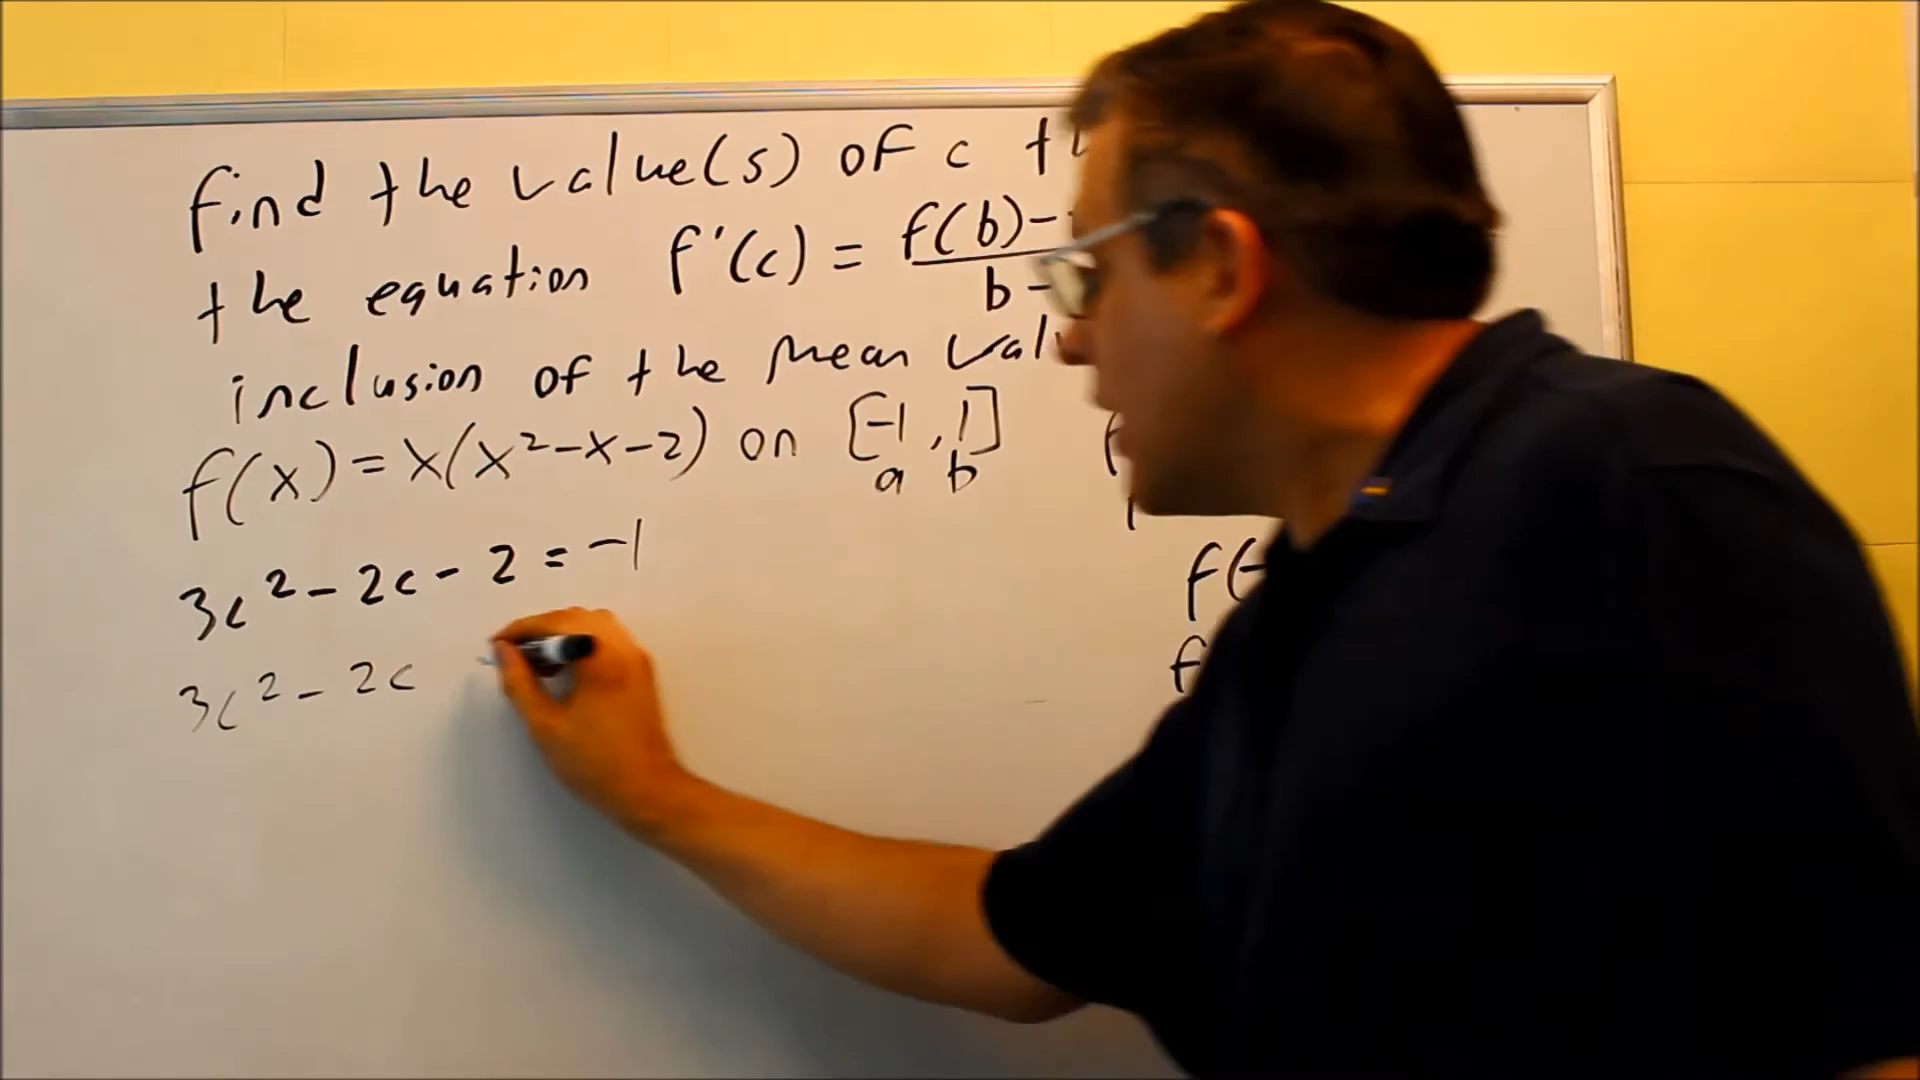 find the value(s) of c
the equation f'(c) = f(b) - / b -
inclusion of the mean
f(x) = x(x² - x - 2) on [-1, 1]
a b
3c² - 2c - 2 = -1
f(-
3c² - 2c
f